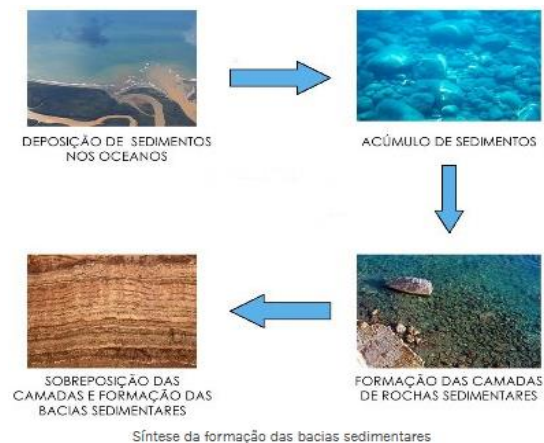 DEPOSIÇÃO DE SEDIMENTOS
NOS OCEANOS
ACÚMULO DE SEDIMENTOS
FORMAÇÃO DAS CAMADAS
DE ROCHAS SEDIMENTARES
SOBREPOSIÇÃO DAS
CAMADAS E FORMAÇÃO DAS
BACIAS SEDIMENTARES
Síntese da formação das bacias sedimentares